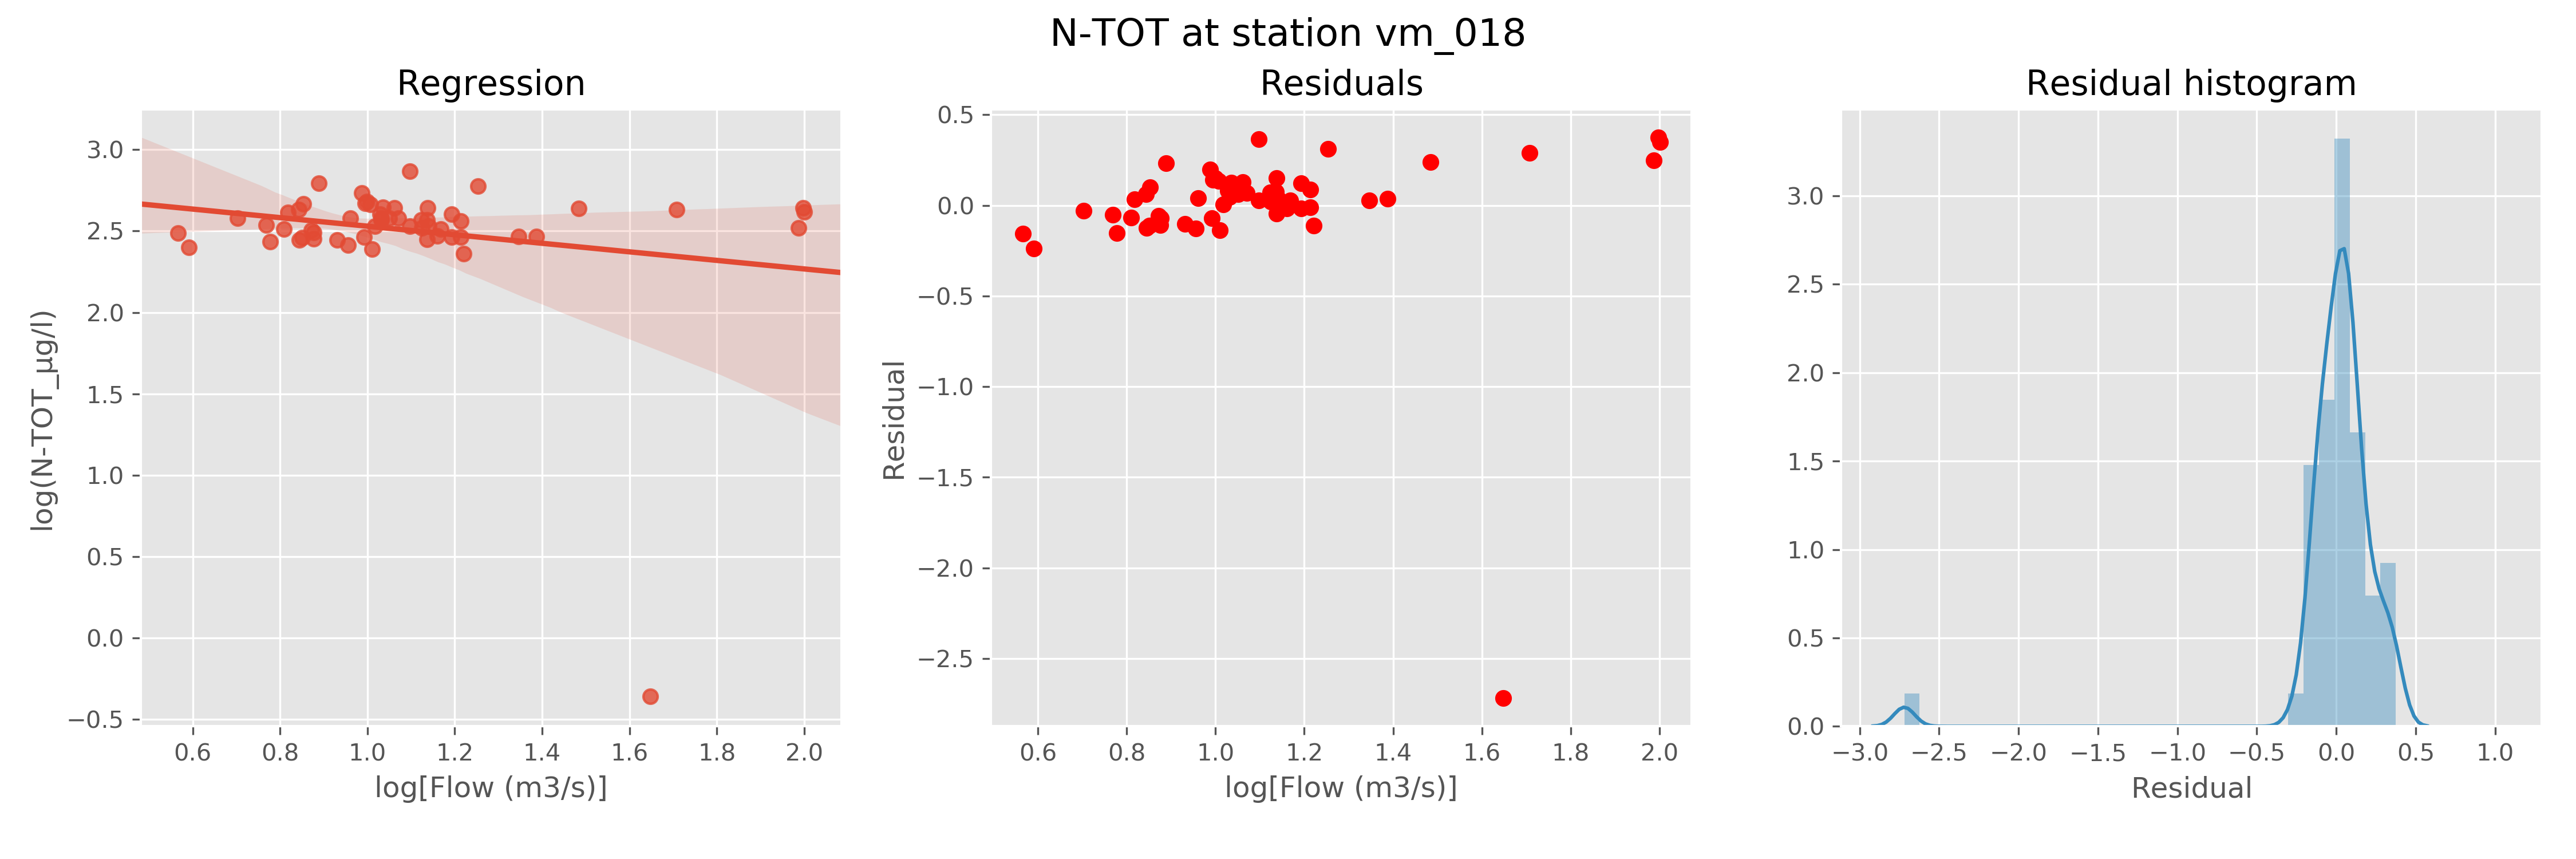 N-TOT at station vm_018
Regression
Residuals
Residual histogram
3.0
2.5
2.0
1.5
1.0
0.5
0.0
−0.5
log(N-TOT_µg/l)
0.6 0.8 1.0 1.2 1.4 1.6 1.8 2.0
log[Flow (m3/s)]
0.5
0.0
−0.5
−1.0
−1.5
−2.0
−2.5
Residual
0.6 0.8 1.0 1.2 1.4 1.6 1.8 2.0
log[Flow (m3/s)]
3.0
2.5
2.0
1.5
1.0
0.5
0.0
−3.0 −2.5 −2.0 −1.5 −1.0 −0.5 0.0 0.5 1.0
Residual